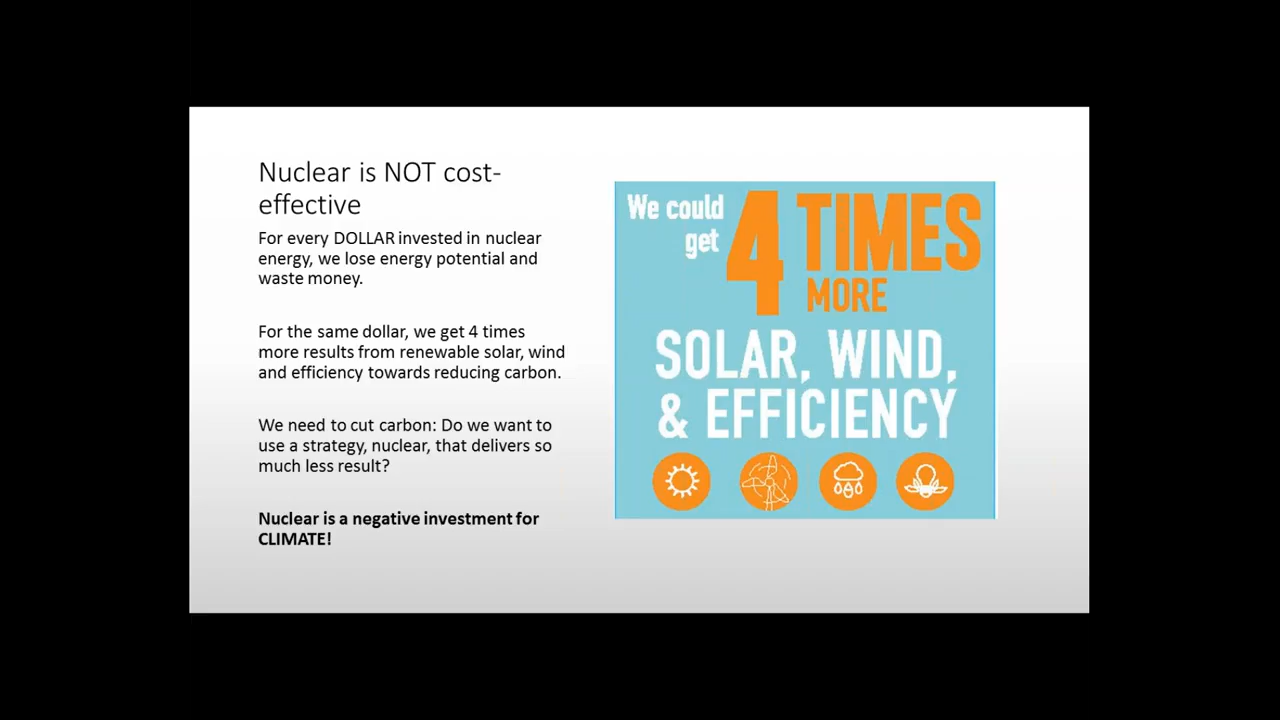 Nuclear is NOT cost-
effective
For every DOLLAR invested in nuclear
energy, we lose energy potential and
waste money.
For the same dollar, we get 4 times
more results from renewable solar, wind
and efficiency towards reducing carbon.
We need to cut carbon: Do we want to
use a strategy, nuclear, that delivers so
much less result?
Nuclear is a negative investment for
CLIMATE!
We could
get 4 TIMES
MORE
SOLAR, WIND,
& EFFICIENCY